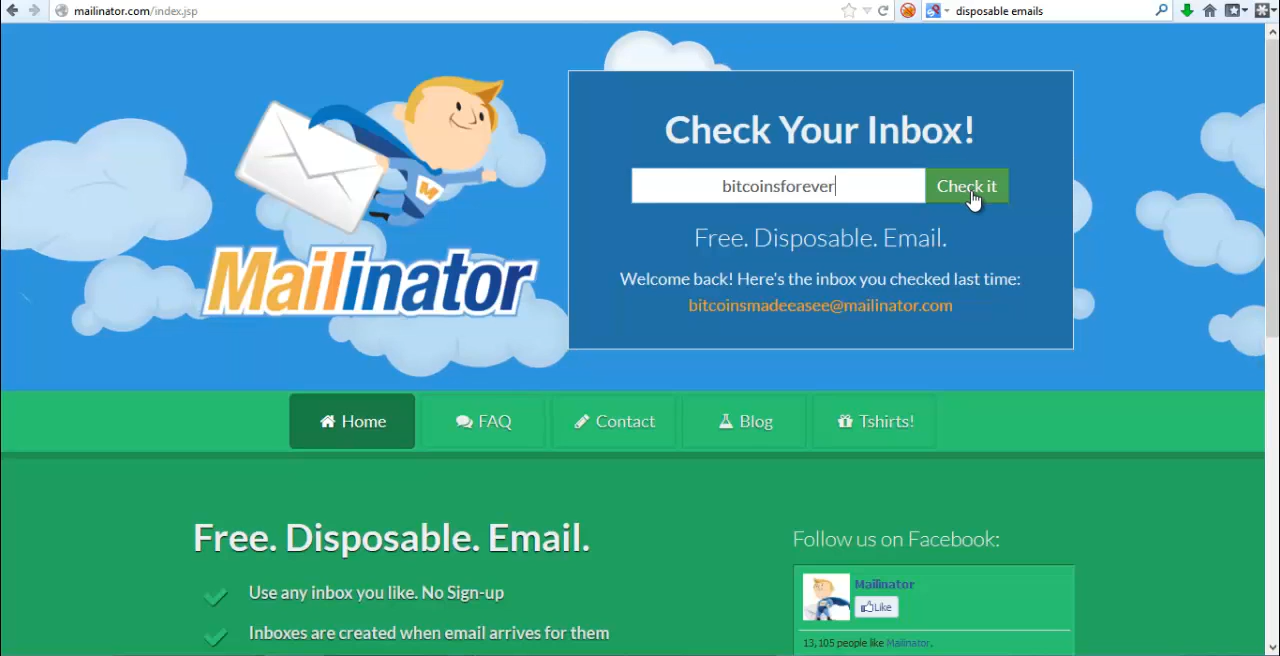 mailinator.com/index.jsp
disposable emails
Check Your Inbox!
bitcoinsforever
Check it
Free. Disposable. Email.
Welcome back! Here's the inbox you checked last time:
bitcoinsmadeeasee@mailinator.com
M
Mailinator
Home
FAQ
Contact
Blog
Tshirts!
Free. Disposable. Email.
Use any inbox you like. No Sign-up
Inboxes are created when email arrives for them
Follow us on Facebook:
Mailinator
Like
13,105 people like Mailinator.